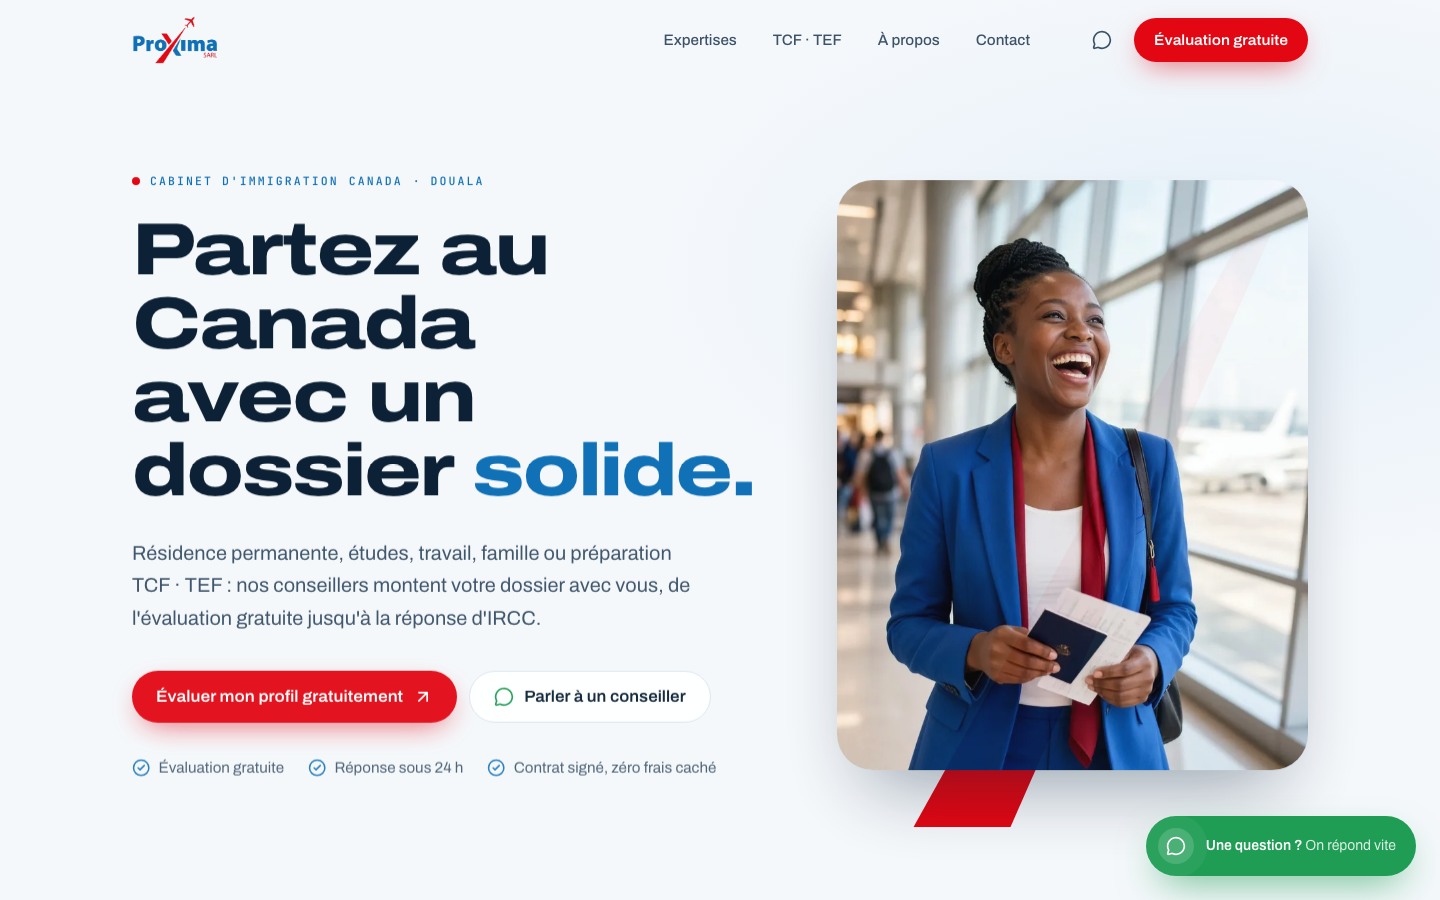 Proxima
SARL
Expertises
TCF · TEF
À propos
Contact
Évaluation gratuite
CABINET D'IMMIGRATION CANADA · DOUALA
Partez au
Canada
avec un
dossier solide.
Résidence permanente, études, travail, famille ou préparation
TCF · TEF : nos conseillers montent votre dossier avec vous, de
l'évaluation gratuite jusqu'à la réponse d'IRCC.
Évaluer mon profil gratuitement
Parler à un conseiller
Évaluation gratuite
Réponse sous 24 h
Contrat signé, zéro frais caché
Une question ? On répond vite